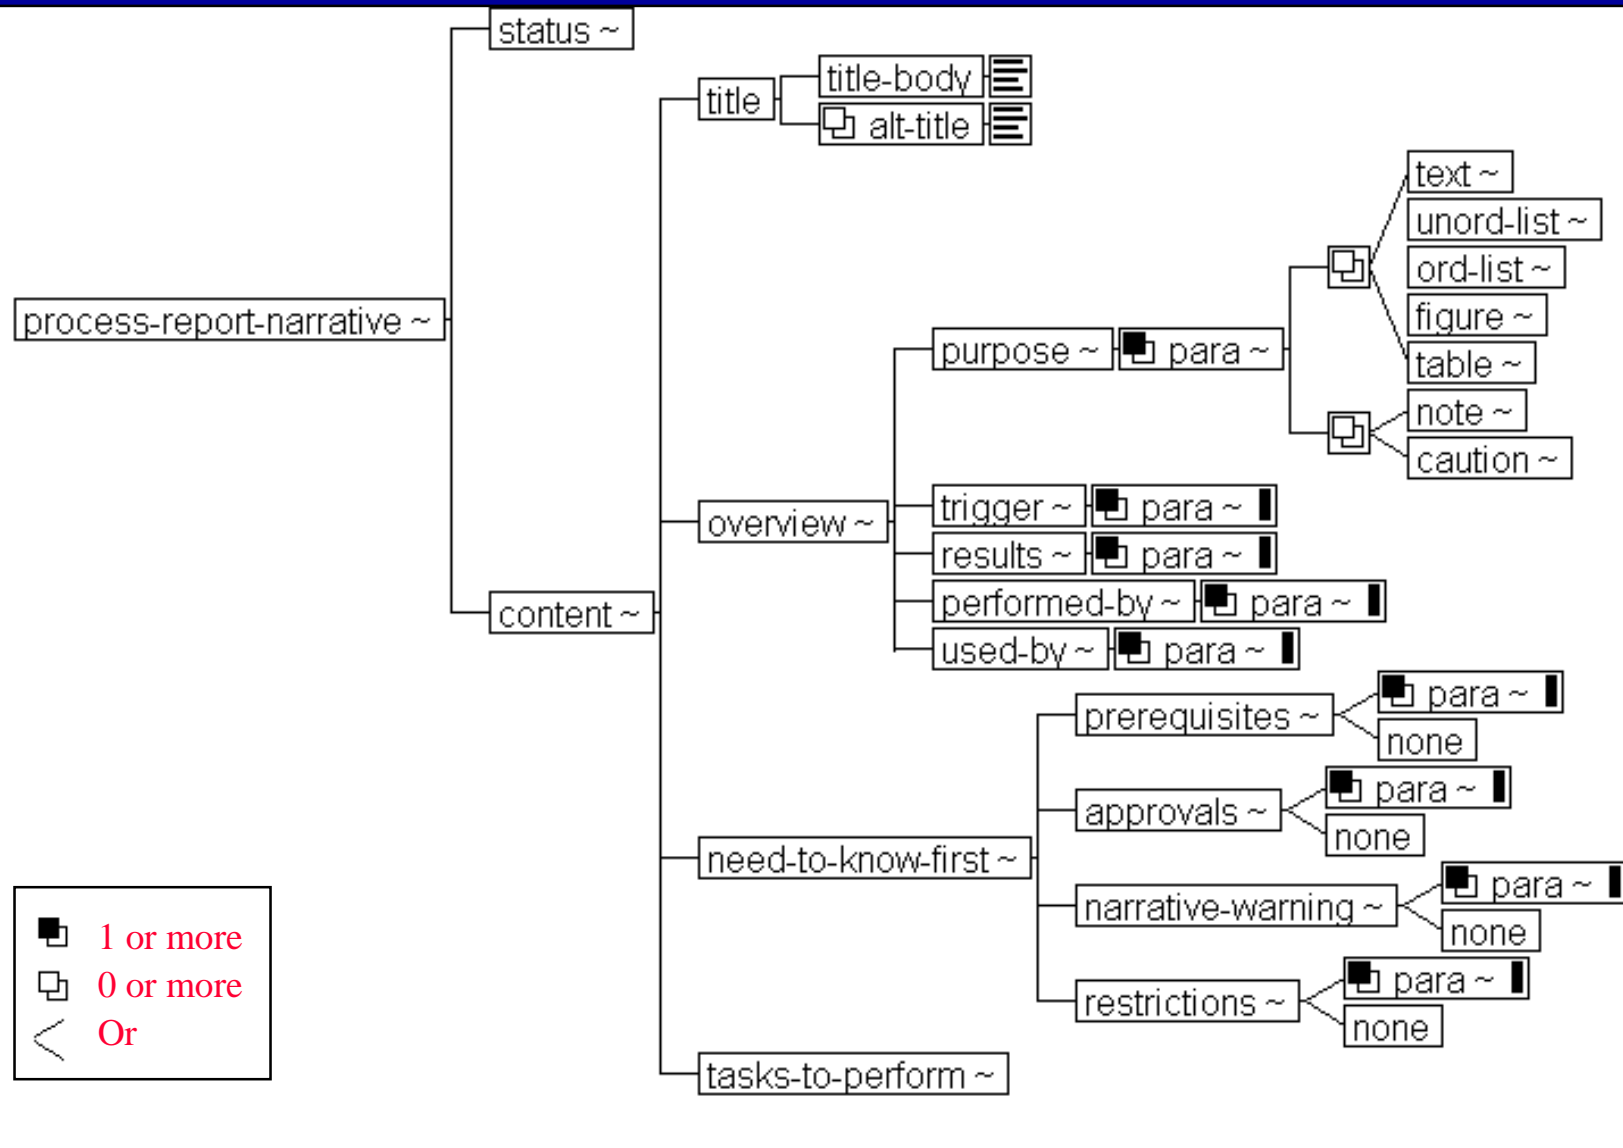 status ~
title
title-body
alt-title
process-report-narrative ~
content ~
overview ~
purpose ~
para ~
text ~
unord-list ~
ord-list ~
figure ~
table ~
note ~
caution ~
trigger ~
para ~
results ~
para ~
performed-by ~
para ~
used-by ~
para ~
need-to-know-first ~
prerequisites ~
para ~
none
approvals ~
para ~
none
narrative-warning ~
para ~
none
restrictions ~
para ~
none
tasks-to-perform ~
1 or more
0 or more
Or